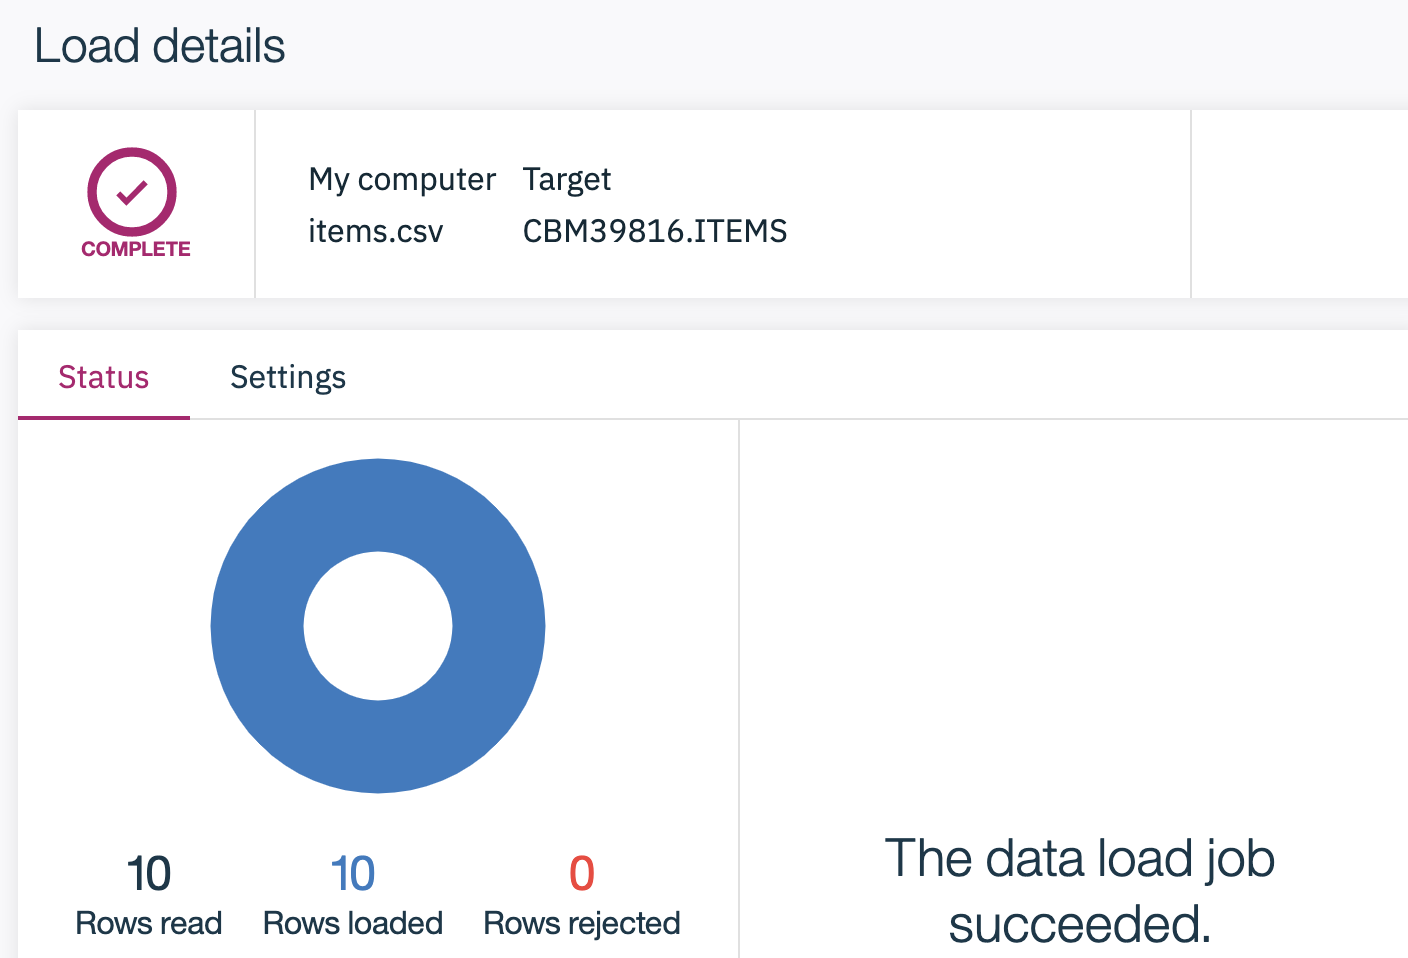 Load details
COMPLETE
My computer Target
items.csv CBM39816.ITEMS
Status Settings
10 10 0
Rows read Rows loaded Rows rejected
The data load job
succeeded.